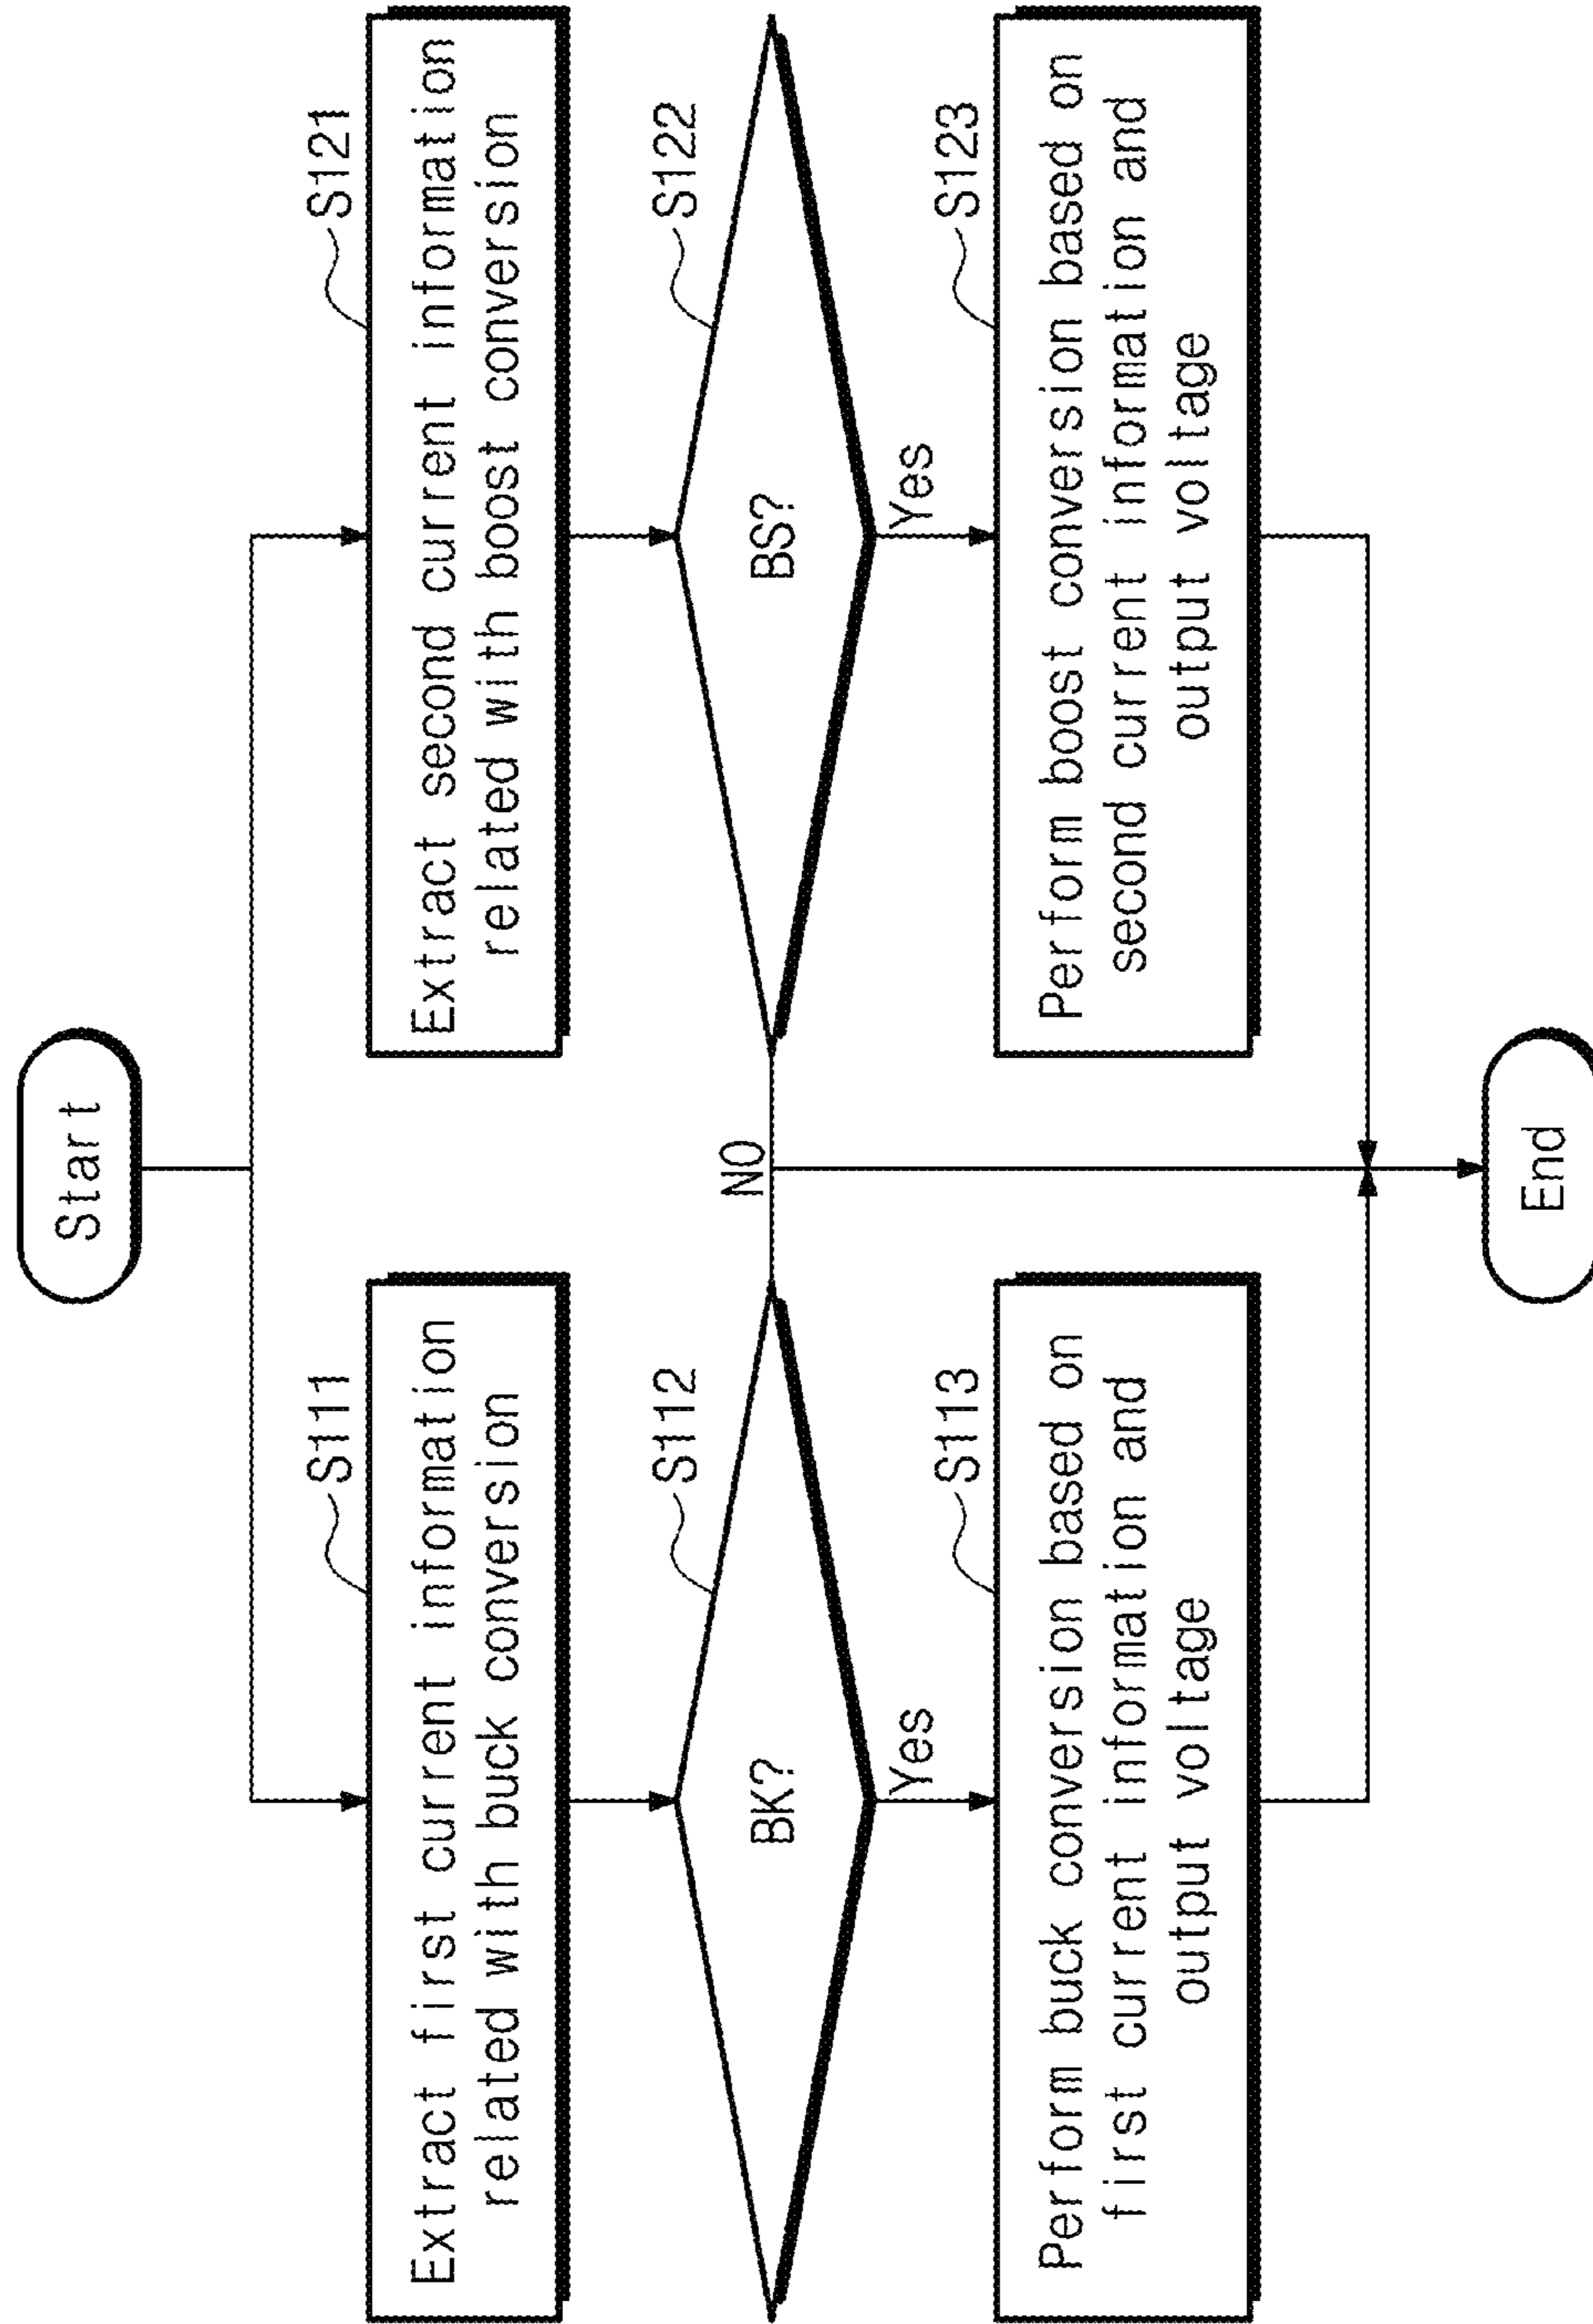 Start
S111
Extract first current information
related with buck conversion
S112
BK?
Yes
S113
Perform buck conversion based on
first current information and
output voltage
NO
S121
Extract second current information
related with boost conversion
S122
BS?
Yes
S123
Perform boost conversion based on
second current information and
output voltage
End